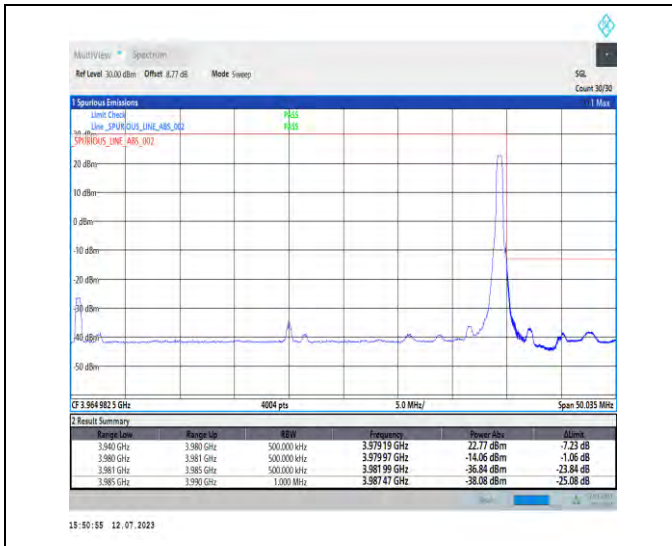 MultiView Spectrum
Ref Level 30.00 dBm Offset 8.77 dB Mode Sweep SGL
Count 30/30
1 Spurious Emissions 1 Max
Limit Check PASS
Line _SPURIOUS_LINE_ABS_002 PASS
30 dBm
_SPURIOUS_LINE_ABS_002
20 dBm
10 dBm
0 dBm
-10 dBm
-20 dBm
-30 dBm
-40 dBm
-50 dBm
CF 3.964 982 5 GHz 4004 pts 5.0 MHz/ Span 50.035 MHz
2 Result Summary
Range Low Range Up RBW Frequency Power Abs ΔLimit
3.940 GHz 3.980 GHz 500.000 kHz 3.979 19 GHz 22.77 dBm -7.23 dB
3.980 GHz 3.981 GHz 500.000 kHz 3.979 97 GHz -14.06 dBm -1.06 dB
3.981 GHz 3.985 GHz 500.000 kHz 3.981 99 GHz -36.84 dBm -23.84 dB
3.985 GHz 3.990 GHz 1.000 MHz 3.987 47 GHz -38.08 dBm -25.08 dB
15:50:55 12.07.2023